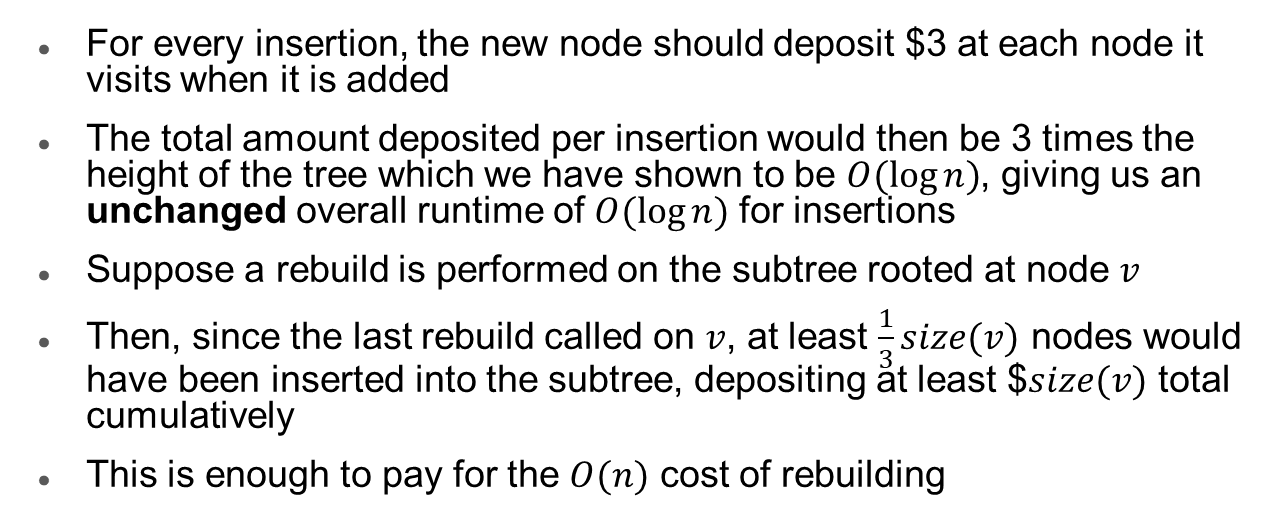 • For every insertion, the new node should deposit $3 at each node it
visits when it is added
• The total amount deposited per insertion would then be 3 times the
height of the tree which we have shown to be O(log n), giving us an
unchanged overall runtime of O(log n) for insertions
• Suppose a rebuild is performed on the subtree rooted at node v
• Then, since the last rebuild called on v, at least 1/3 size(v) nodes would
have been inserted into the subtree, depositing at least $size(v) total
cumulatively
• This is enough to pay for the O(n) cost of rebuilding